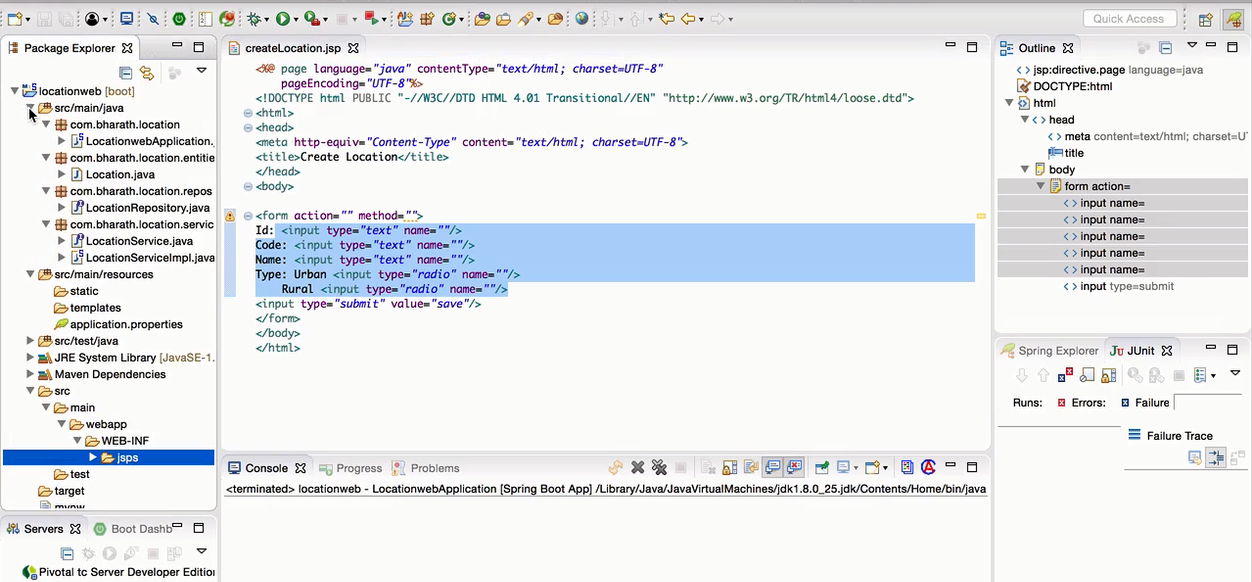 Quick Access
Package Explorer
locationweb [boot]
src/main/java
com.bharath.location
LocationwebApplication.
com.bharath.location.entitie
Location.java
com.bharath.location.repos
LocationRepository.java
com.bharath.location.servic
LocationService.java
LocationServiceImpl.java
src/main/resources
static
templates
application.properties
src/test/java
JRE System Library [JavaSE-1.
Maven Dependencies
src
main
webapp
WEB-INF
jsps
test
target
Servers
Boot Dashb
Pivotal tc Server Developer Edition
createLocation.jsp
<%@ page language="java" contentType="text/html; charset=UTF-8"
pageEncoding="UTF-8"%>
<!DOCTYPE html PUBLIC "-//W3C//DTD HTML 4.01 Transitional//EN" "http://www.w3.org/TR/html4/loose.dtd">
<html>
<head>
<meta http-equiv="Content-Type" content="text/html; charset=UTF-8">
<title>Create Location</title>
</head>
<body>
<form action="" method="">
Id: <input type="text" name=""/>
Code: <input type="text" name=""/>
Name: <input type="text" name=""/>
Type: Urban <input type="radio" name=""/>
Rural <input type="radio" name=""/>
<input type="submit" value="save"/>
</form>
</body>
</html>
Console
Progress
Problems
<terminated> locationweb - LocationwebApplication [Spring Boot App] /Library/Java/JavaVirtualMachines/jdk1.8.0_25.jdk/Contents/Home/bin/java
Outline
jsp:directive.page language=java
DOCTYPE:html
html
head
meta content=text/html; charset=U
title
body
form action=
input name=
input name=
input name=
input name=
input name=
input type=submit
Spring Explorer
JUnit
Runs:
Errors:
Failure
Failure Trace